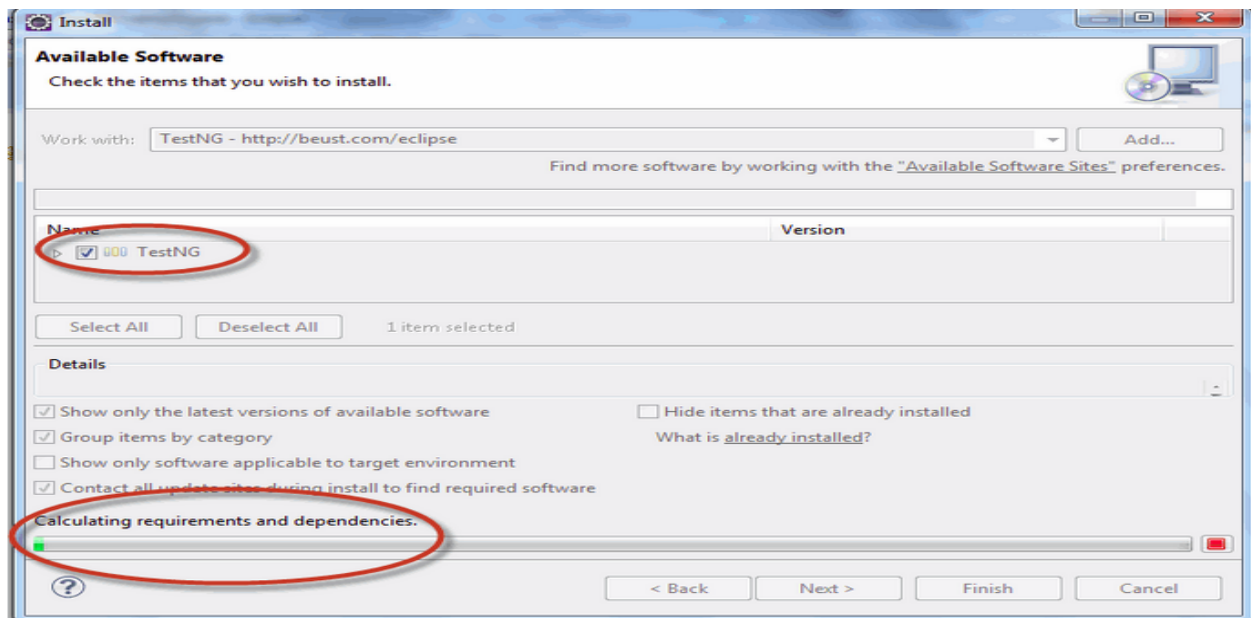 Install
Available Software
Check the items that you wish to install.
Work with: TestNG - http://beust.com/eclipse Add...
Find more software by working with the "Available Software Sites" preferences.
Name Version
TestNG
Select All Deselect All 1 item selected
Details
Show only the latest versions of available software Hide items that are already installed
Group items by category What is already installed?
Show only software applicable to target environment
Contact all update sites during install to find required software
Calculating requirements and dependencies.
? < Back Next > Finish Cancel